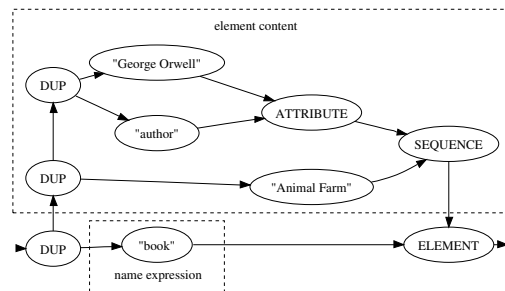 element content
"George Orwell"
DUP
"author"
ATTRIBUTE
SEQUENCE
DUP
"Animal Farm"
DUP
"book"
ELEMENT
name expression